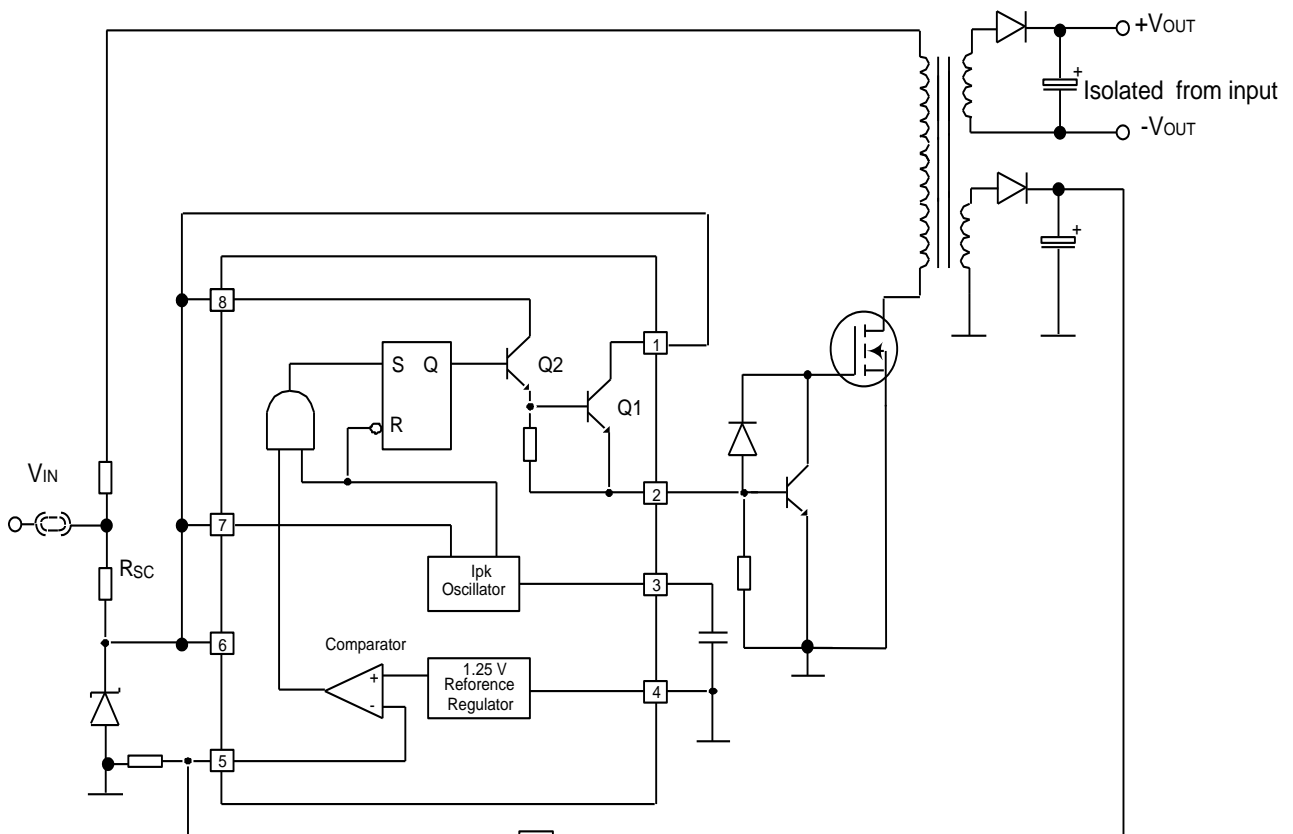 +VOUT
+
Isolated from input
-VOUT
+
8
1
S Q
Q2
R
Q1
VIN
2
7
RSC
Ipk
Oscillator
3
6
Comparator
+
-
1.25 V
Reforence
Regulator
4
5